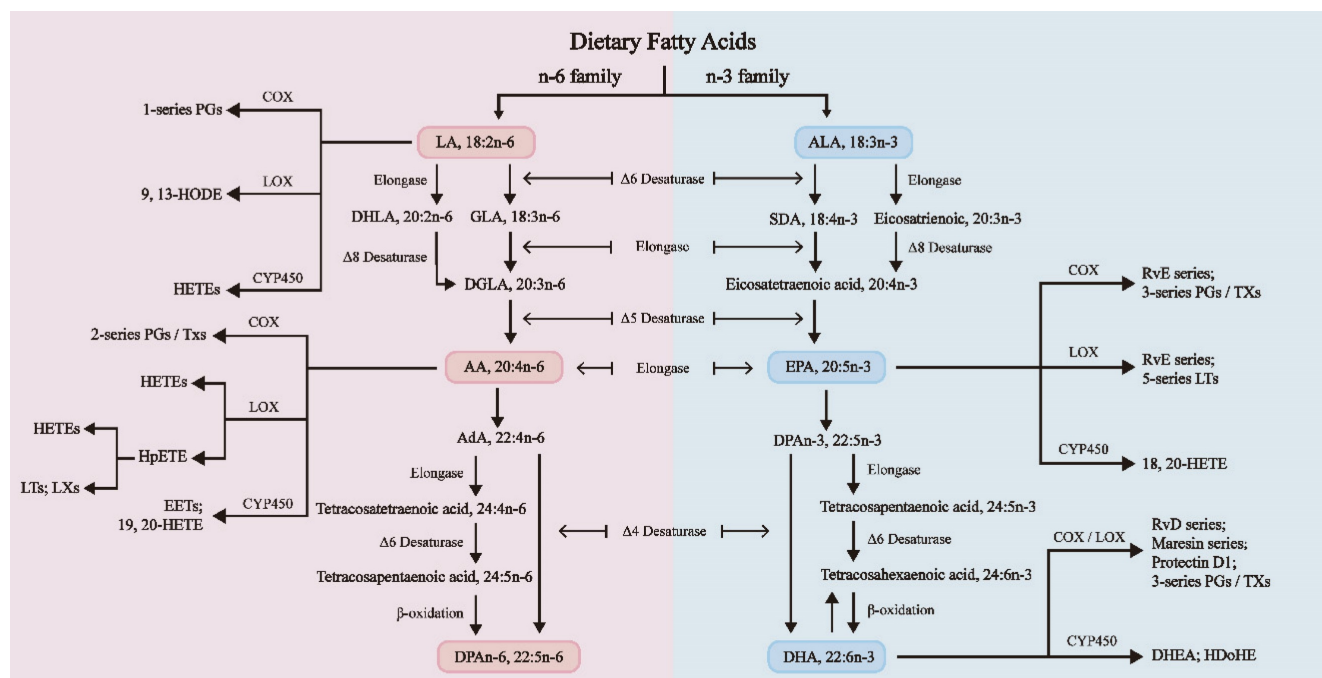 Dietary Fatty Acids
n-6 family
n-3 family
COX
1-series PGs
LOX
9, 13-HODE
CYP450
HETEs
LA, 18:2n-6
ALA, 18:3n-3
Elongase
Δ6 Desaturase
Elongase
DHLA, 20:2n-6
GLA, 18:3n-6
SDA, 18:4n-3
Eicosatrienoic, 20:3n-3
Δ8 Desaturase
Elongase
Δ8 Desaturase
DGLA, 20:3n-6
Eicosatetraenoic acid, 20:4n-3
Δ5 Desaturase
COX
2-series PGs / Txs
HETEs
LOX
HETEs
HpETE
LTs; LXs
CYP450
EETs;
19, 20-HETE
AA, 20:4n-6
Elongase
EPA, 20:5n-3
COX
RvE series;
3-series PGs / TXs
LOX
RvE series;
5-series LTs
CYP450
18, 20-HETE
AdA, 22:4n-6
DPAn-3, 22:5n-3
Elongase
Elongase
Tetracosatetraenoic acid, 24:4n-6
Tetracosapentaenoic acid, 24:5n-3
Δ6 Desaturase
Δ4 Desaturase
Δ6 Desaturase
Tetracosapentaenoic acid, 24:5n-6
Tetracosahexaenoic acid, 24:6n-3
β-oxidation
β-oxidation
DPAn-6, 22:5n-6
DHA, 22:6n-3
COX / LOX
RvD series;
Maresin series;
Protectin D1;
3-series PGs / TXs
CYP450
DHEA; HDoHE